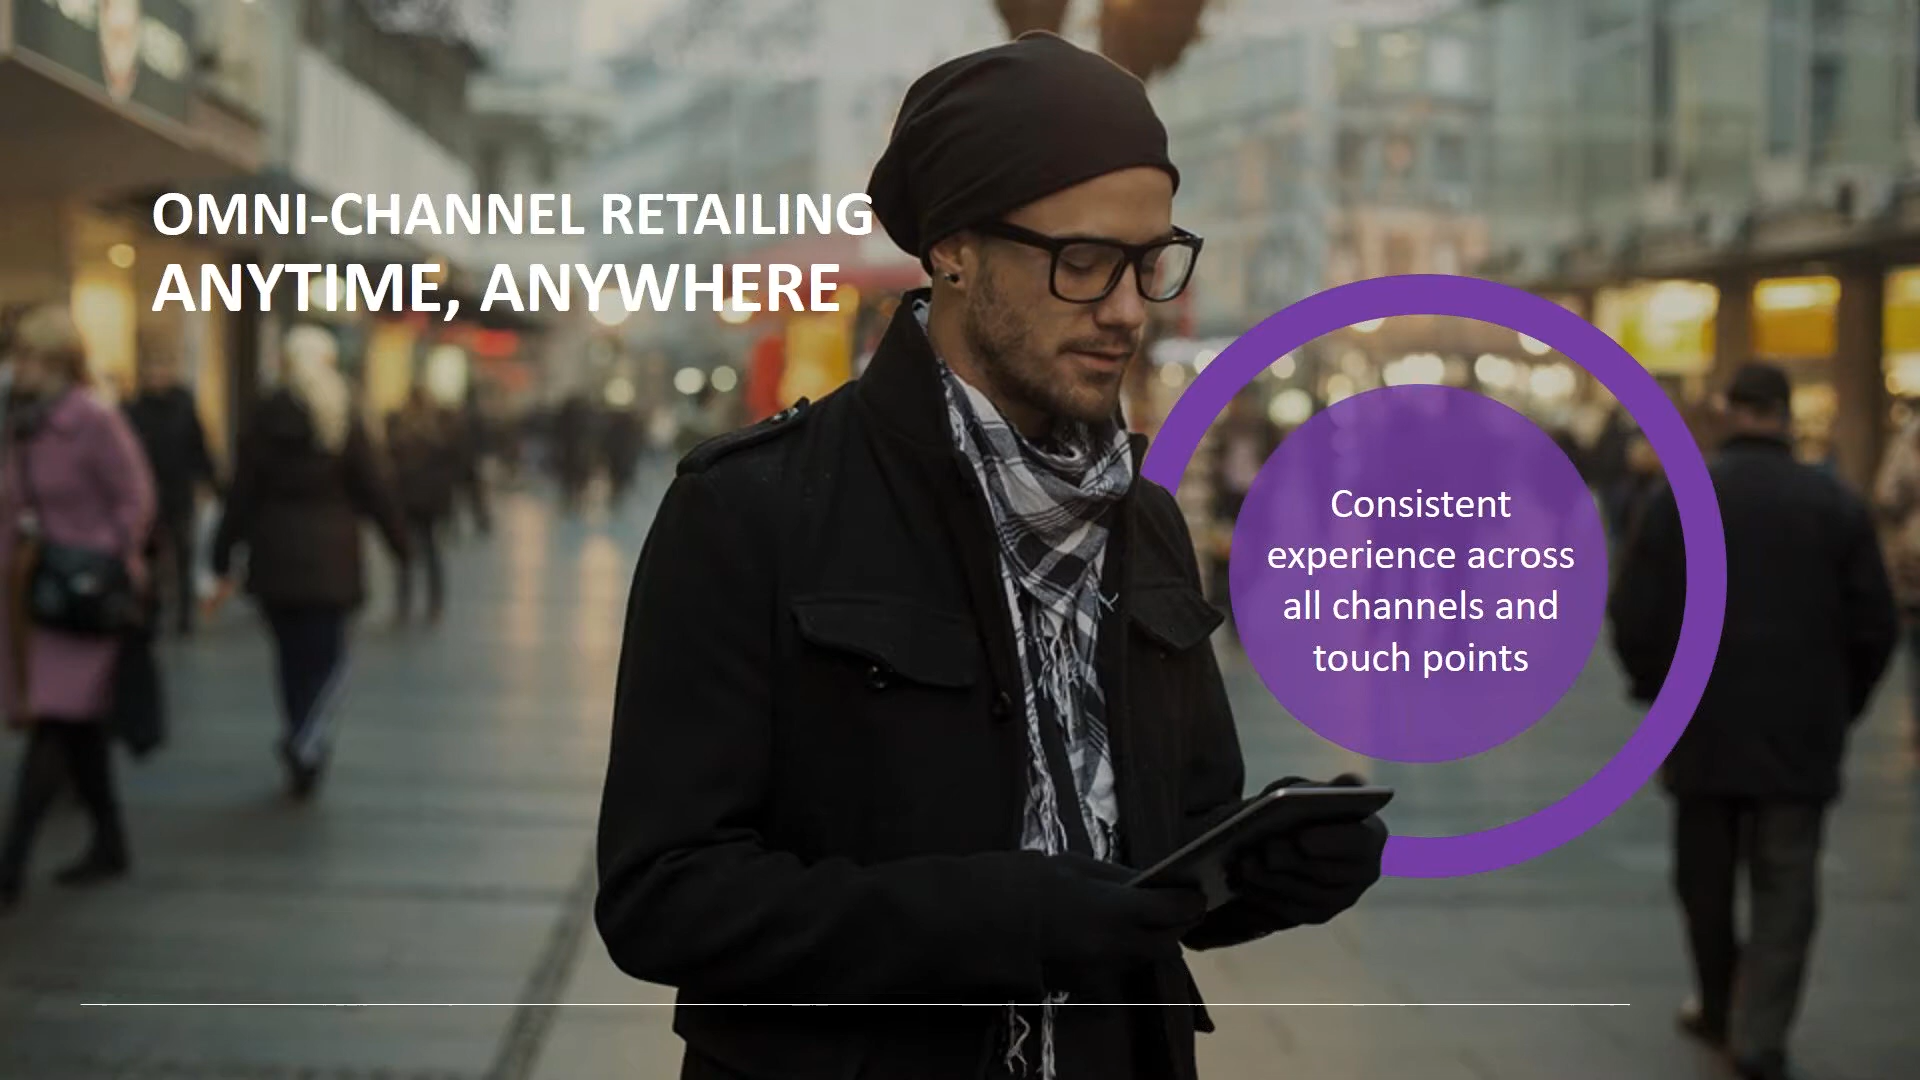 OMNI-CHANNEL RETAILING
ANYTIME, ANYWHERE
Consistent
experience across
all channels and
touch points